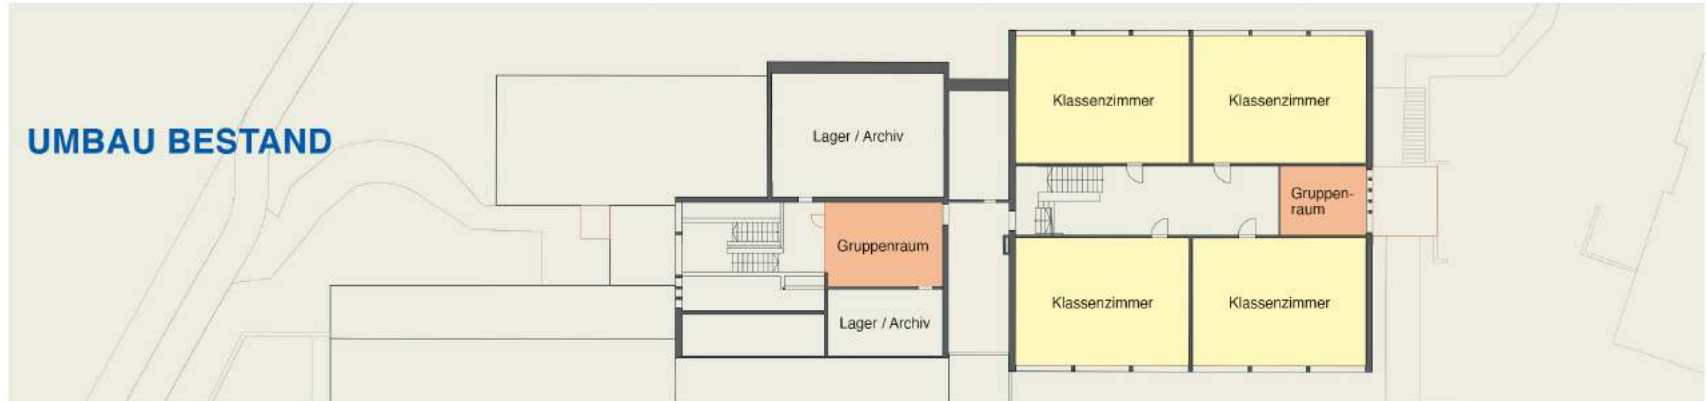 UMBAU BESTAND
Klassenzimmer
Klassenzimmer
Lager / Archiv
Gruppen-
raum
Gruppenraum
Klassenzimmer
Klassenzimmer
Lager / Archiv